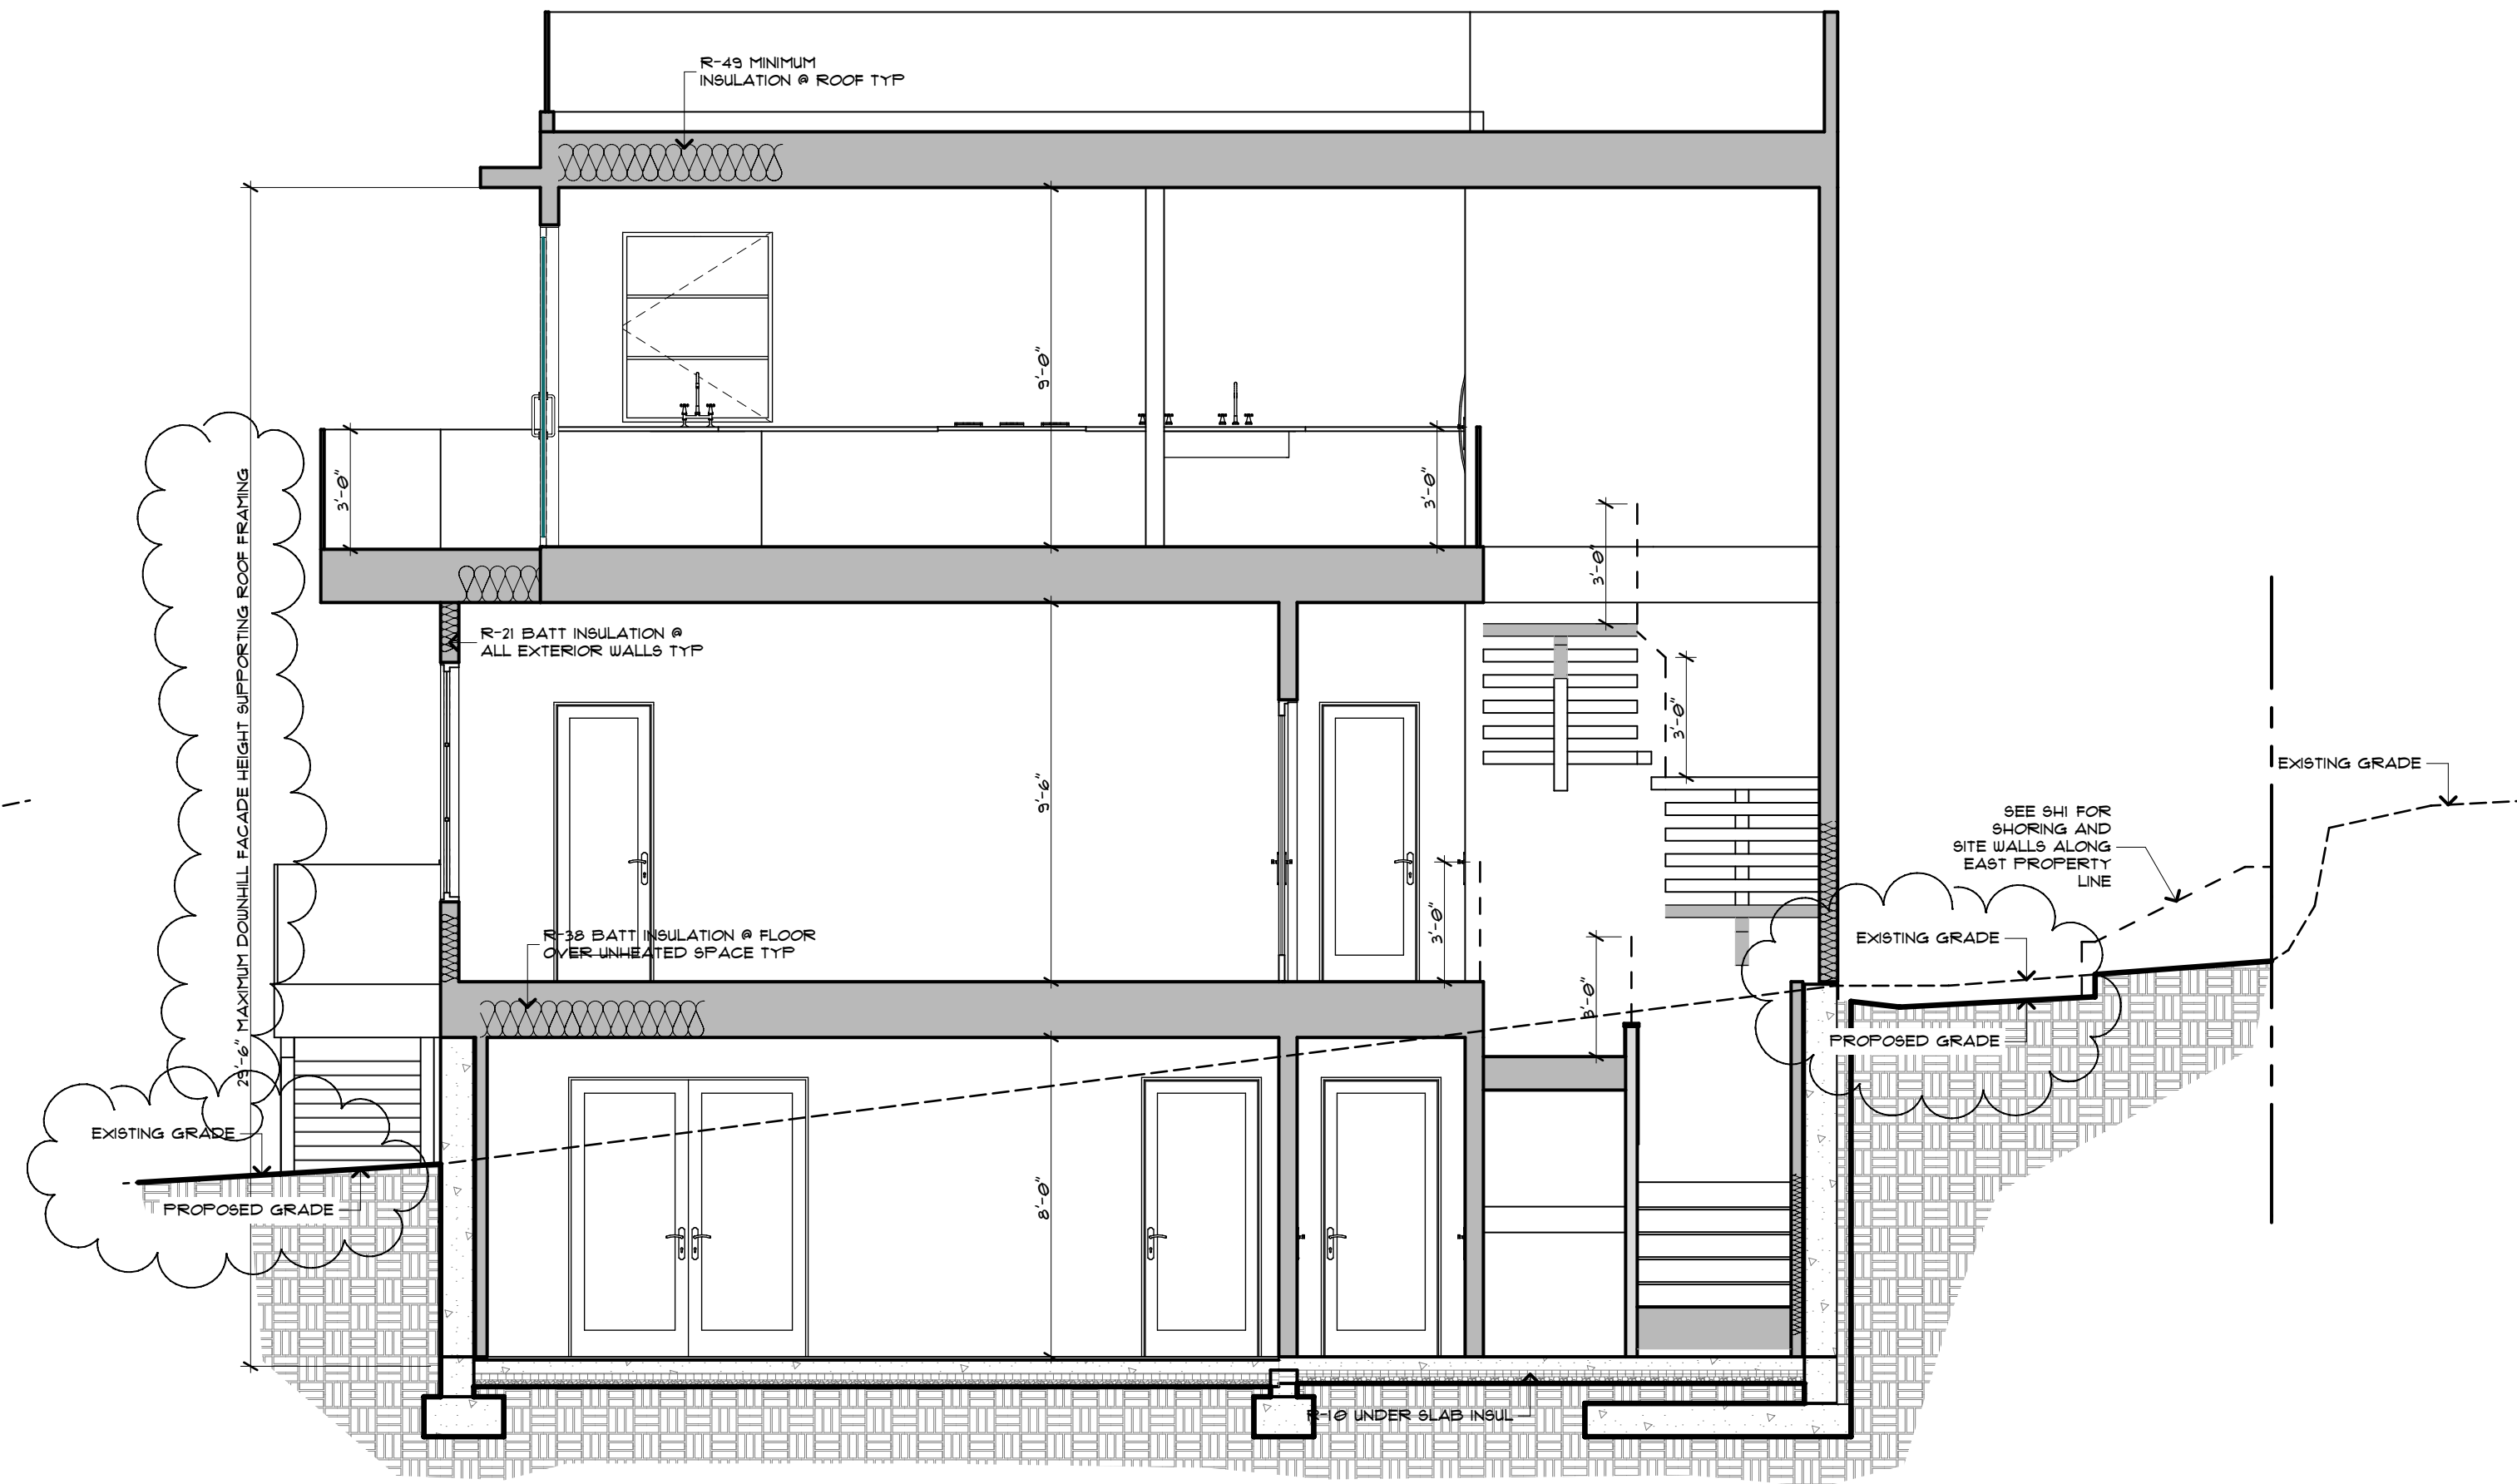 R-49 MINIMUM
INSULATION @ ROOF TYP
9'-0"
3'-0"
3'-0"
3'-0"
29'-6" MAXIMUM DOWNHILL FACADE HEIGHT SUPPORTING ROOF FRAMING
R-21 BATT INSULATION @
ALL EXTERIOR WALLS TYP
3'-0"
9'-6"
EXISTING GRADE
SEE SH1 FOR
SHORING AND
SITE WALLS ALONG
EAST PROPERTY
LINE
R-38 BATT INSULATION @ FLOOR
OVER UNHEATED SPACE TYP
3'-0"
EXISTING GRADE
3'-0"
PROPOSED GRADE
EXISTING GRADE
PROPOSED GRADE
8'-0"
R-10 UNDER SLAB INSUL